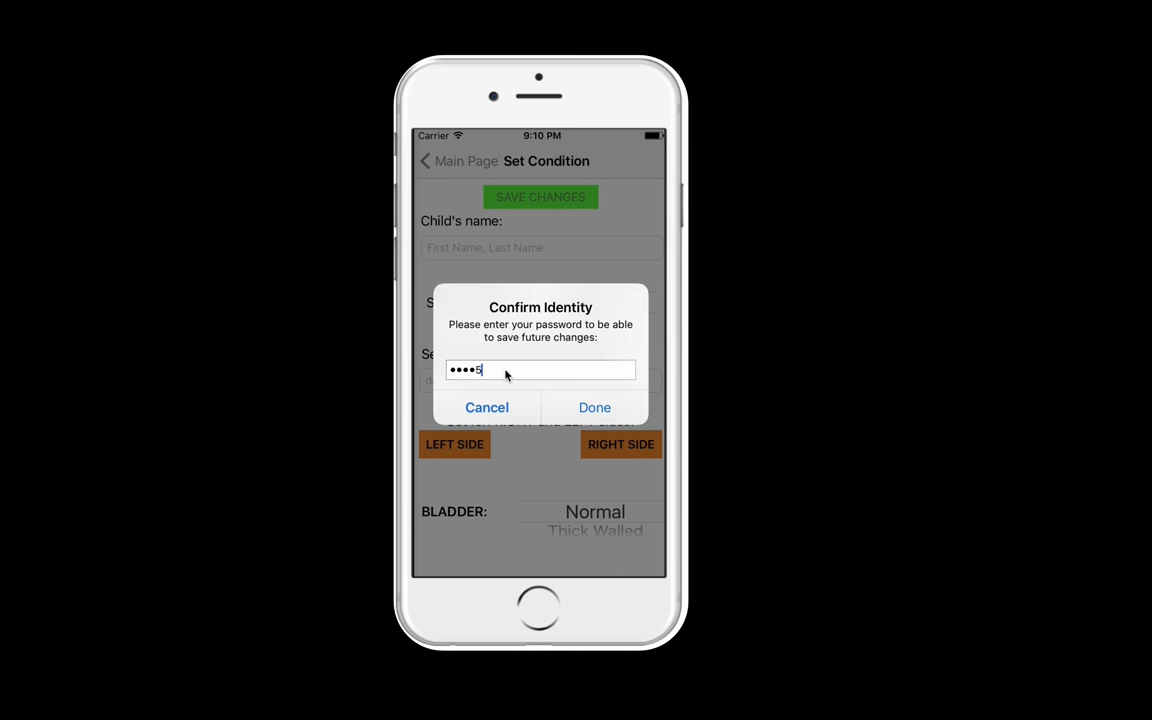 Carrier 9:10 PM
Main Page Set Condition
SAVE CHANGES
Child's name:
First Name, Last Name
S
Confirm Identity
Please enter your password to be able
to save future changes:
••••5
Se
d
Cancel Done
LEFT SIDE RIGHT SIDE
BLADDER: Normal
Thick Walled